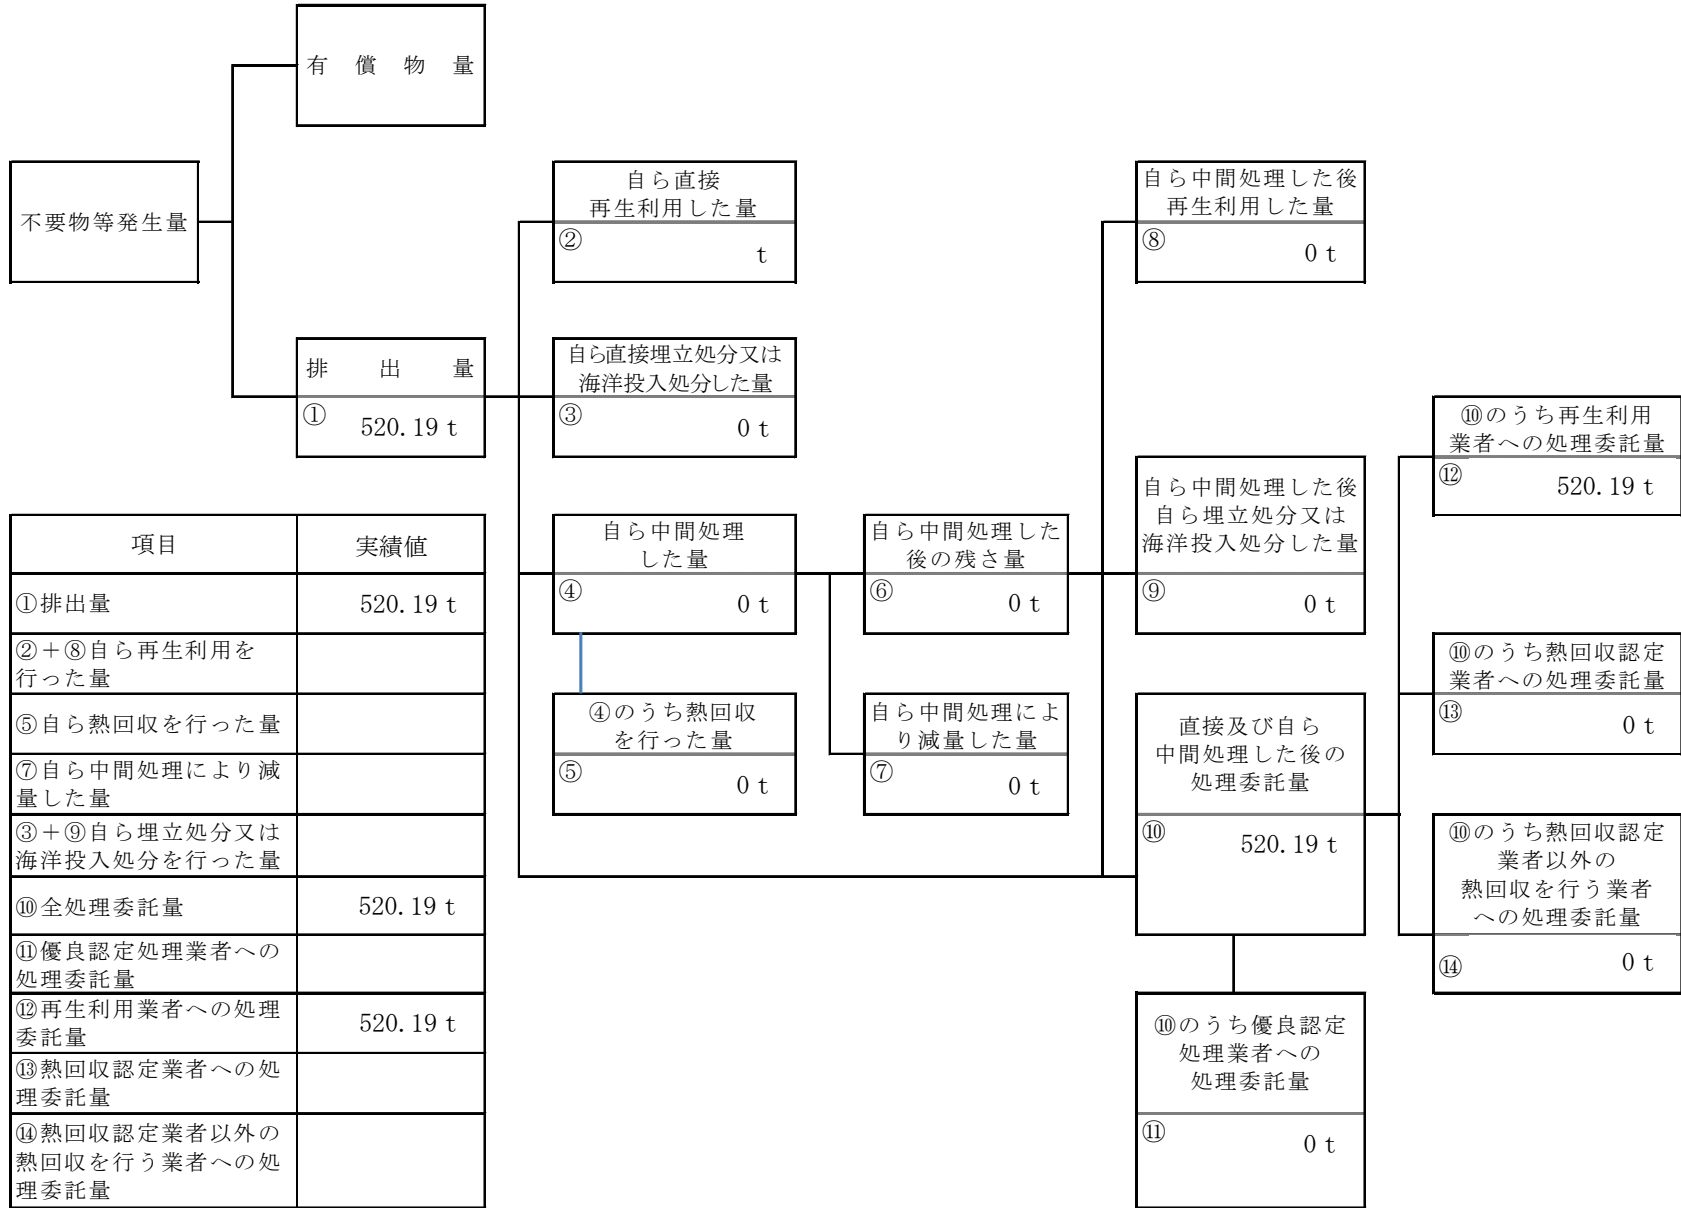 有償物量
不要物等発生量
排出量
①
520.19 t
自ら直接
再生利用した量
②
t
自ら直接埋立処分又は
海洋投入処分した量
③
0 t
自ら中間処理
した量
④
0 t
④のうち熱回収
を行った量
⑤
0 t
自ら中間処理した
後の残さ量
⑥
0 t
自ら中間処理によ
り減量した量
⑦
0 t
自ら中間処理した後
再生利用した量
⑧
0 t
自ら中間処理した後
自ら埋立処分又は
海洋投入処分した量
⑨
0 t
直接及び自ら
中間処理した後の
処理委託量
⑩
520.19 t
⑩のうち優良認定
処理業者への
処理委託量
⑪
0 t
⑩のうち再生利用
業者への処理委託量
⑫
520.19 t
⑩のうち熱回収認定
業者への処理委託量
⑬
0 t
⑩のうち熱回収認定
業者以外の
熱回収を行う業者
への処理委託量
⑭
0 t
項目
実績値
①排出量
520.19 t
②＋⑧自ら再生利用を
行った量
⑤自ら熱回収を行った量
⑦自ら中間処理により減
量した量
③＋⑨自ら埋立処分又は
海洋投入処分を行った量
⑩全処理委託量
520.19 t
⑪優良認定処理業者への
処理委託量
⑫再生利用業者への処理
委託量
520.19 t
⑬熱回収認定業者への処
理委託量
⑭熱回収認定業者以外の
熱回収を行う業者への処
理委託量